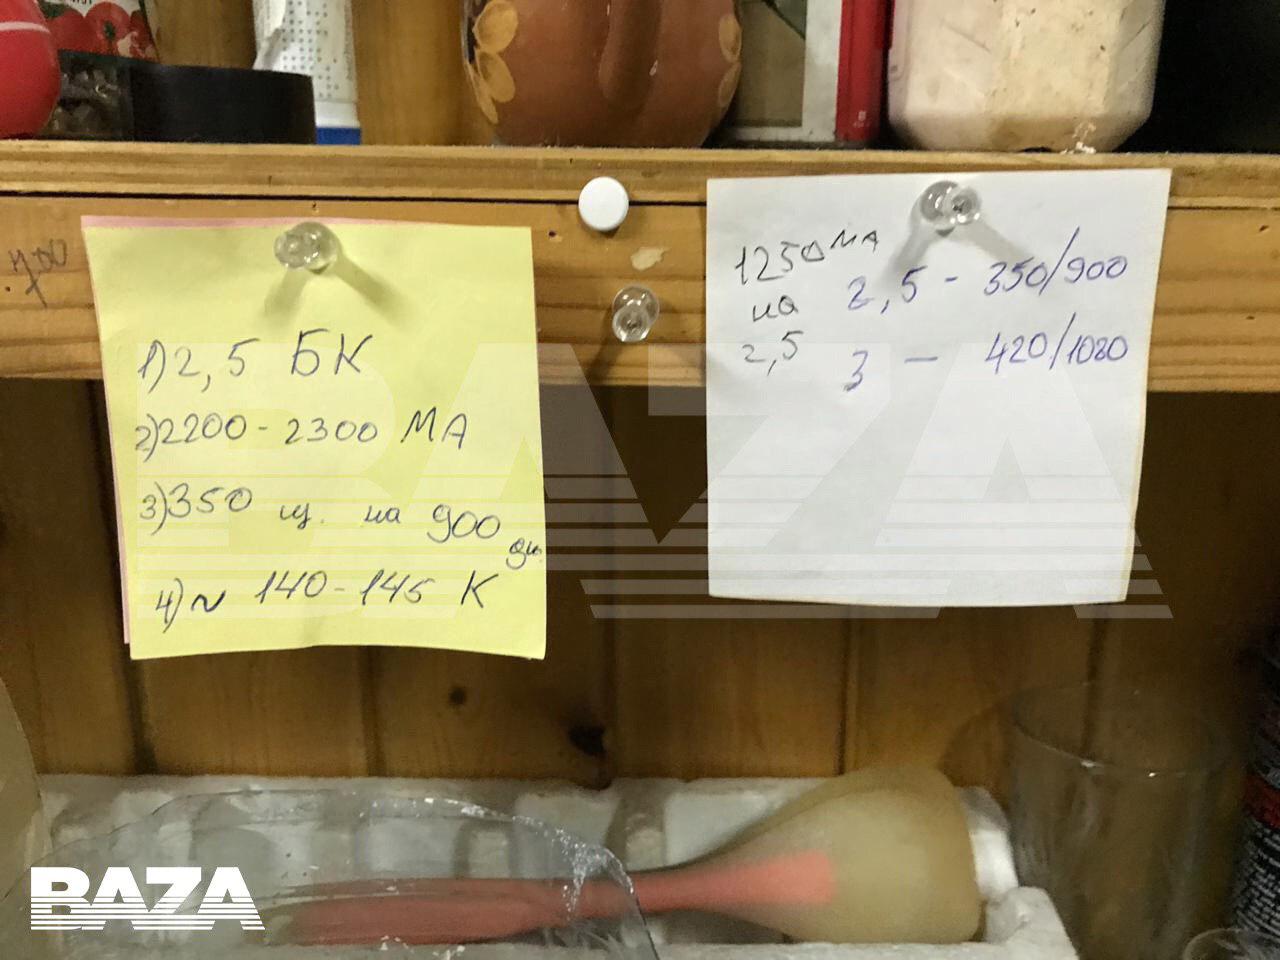 1) 2,5 БК
2) 2200 - 2300 МА
3) 350 щ. на 900
4) ~ 140 - 145 К
1250 МА
на
2,5
2,5 - 350/900
3 - 420/1080
BAZA
BAZA